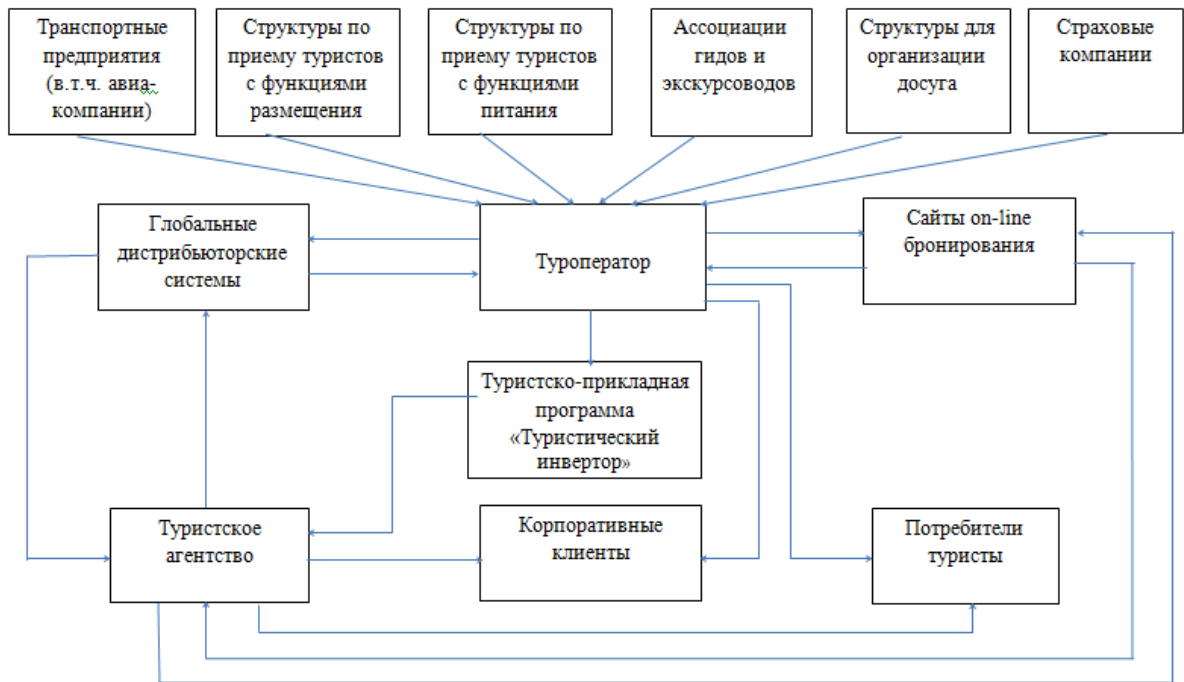 Транспортные
предприятия
(в.т.ч. авиа-
компании)
Структуры по
приему туристов
с функциями
размещения
Структуры по
приему туристов
с функциями
питания
Ассоциации
гидов и
экскурсоводов
Структуры для
организации
досуга
Страховые
компании
Глобальные
дистрибьюторские
системы
Туроператор
Сайты on-line
бронирования
Туристско-прикладная
программа
«Туристический
инвертор»
Туристское
агентство
Корпоративные
клиенты
Потребители
туристы